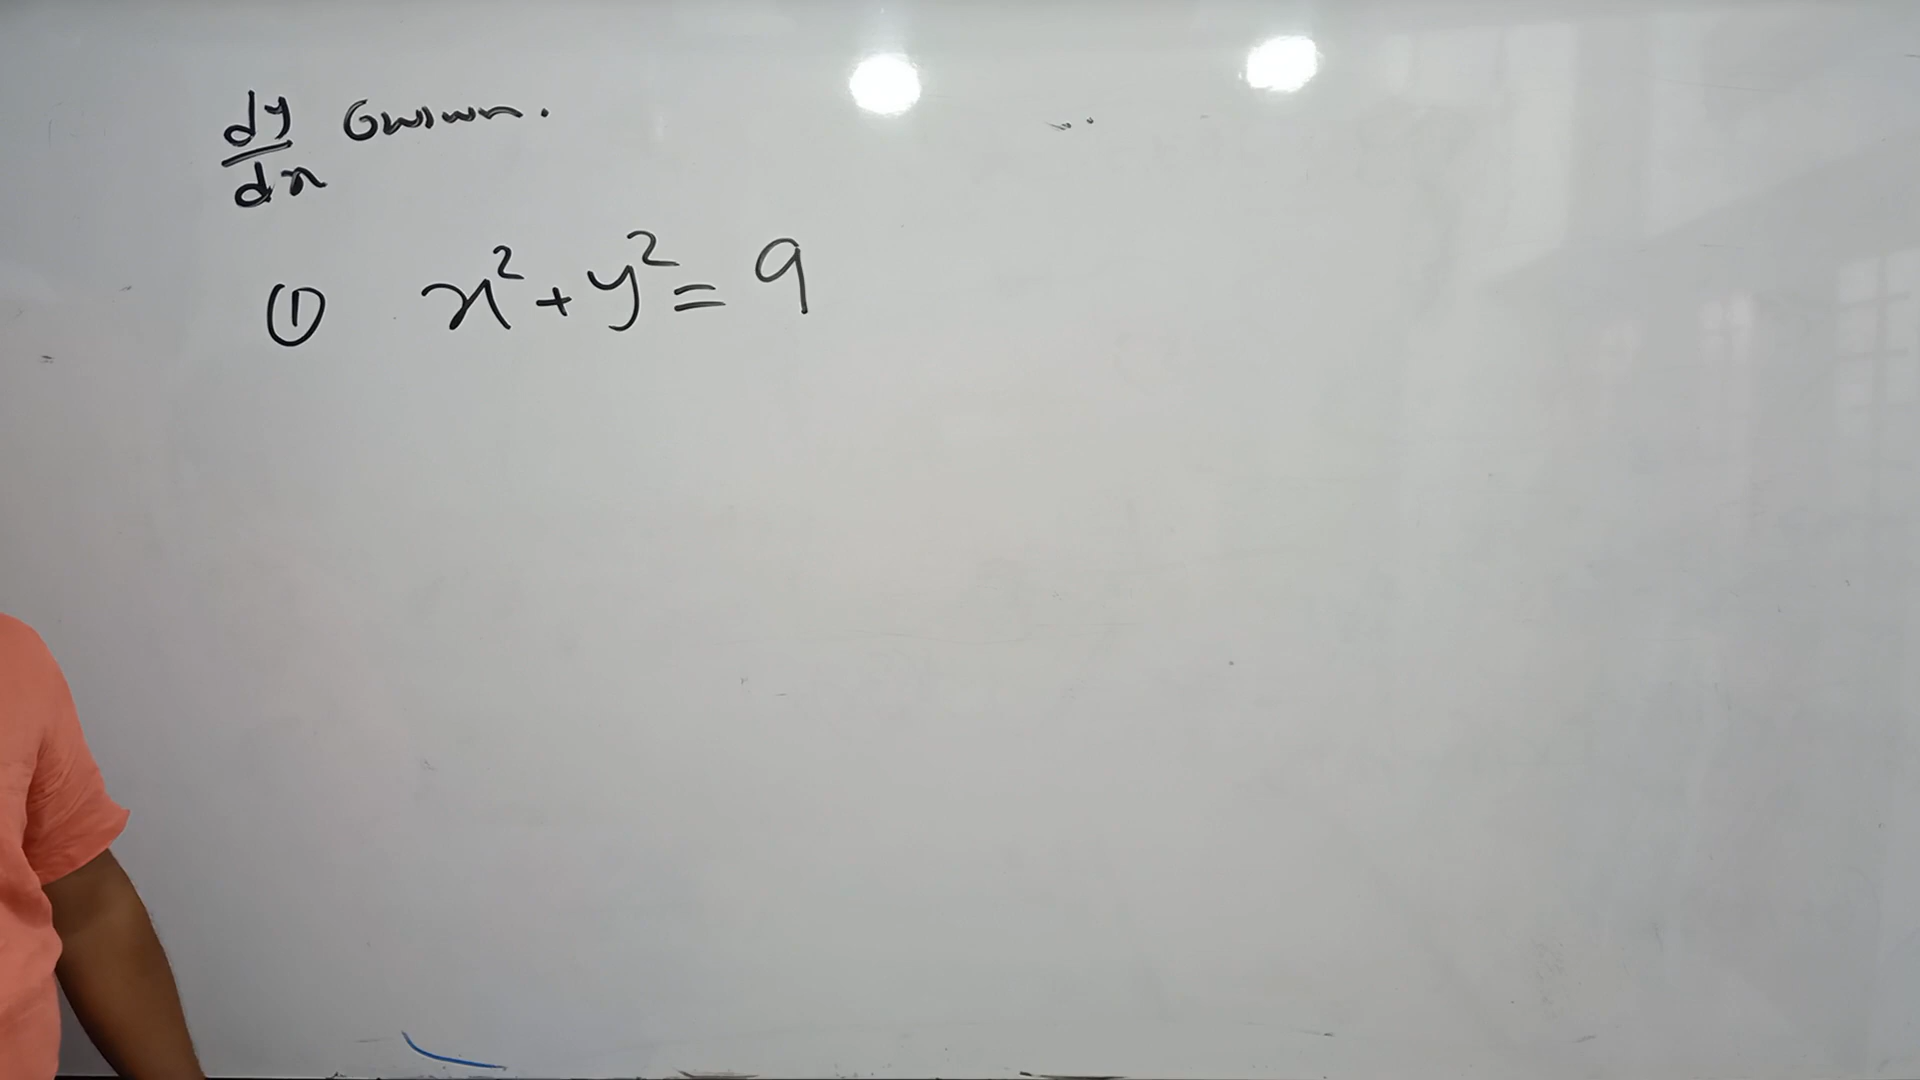 dy/dx
① x² + y² = 9